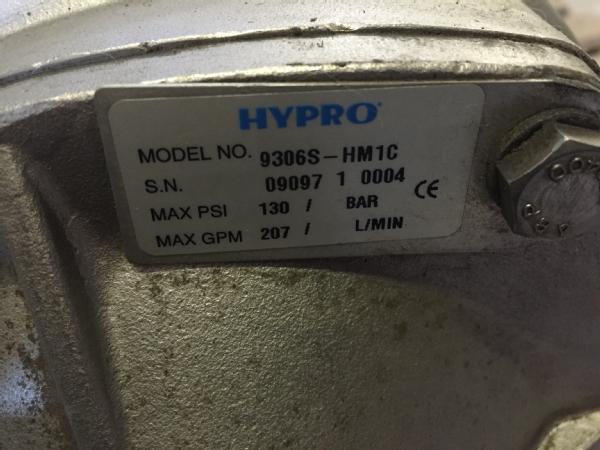 HYPRO
MODEL NO. 9306S-HM1C
S.N. 09097 1 0004
CE
MAX PSI 130 / BAR
MAX GPM 207 / L/MIN